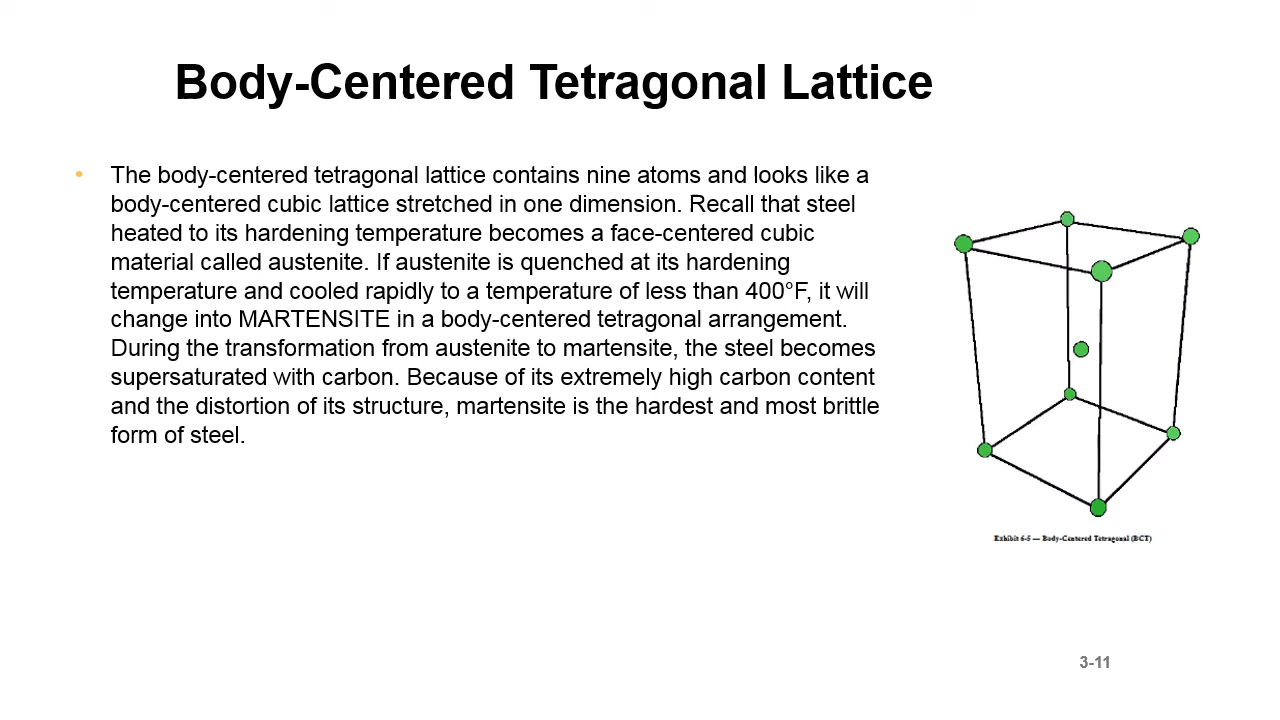 Body-Centered Tetragonal Lattice
• The body-centered tetragonal lattice contains nine atoms and looks like a
body-centered cubic lattice stretched in one dimension. Recall that steel
heated to its hardening temperature becomes a face-centered cubic
material called austenite. If austenite is quenched at its hardening
temperature and cooled rapidly to a temperature of less than 400°F, it will
change into MARTENSITE in a body-centered tetragonal arrangement.
During the transformation from austenite to martensite, the steel becomes
supersaturated with carbon. Because of its extremely high carbon content
and the distortion of its structure, martensite is the hardest and most brittle
form of steel.
Exhibit 6-5 — Body-Centered Tetragonal (BCT)
3-11